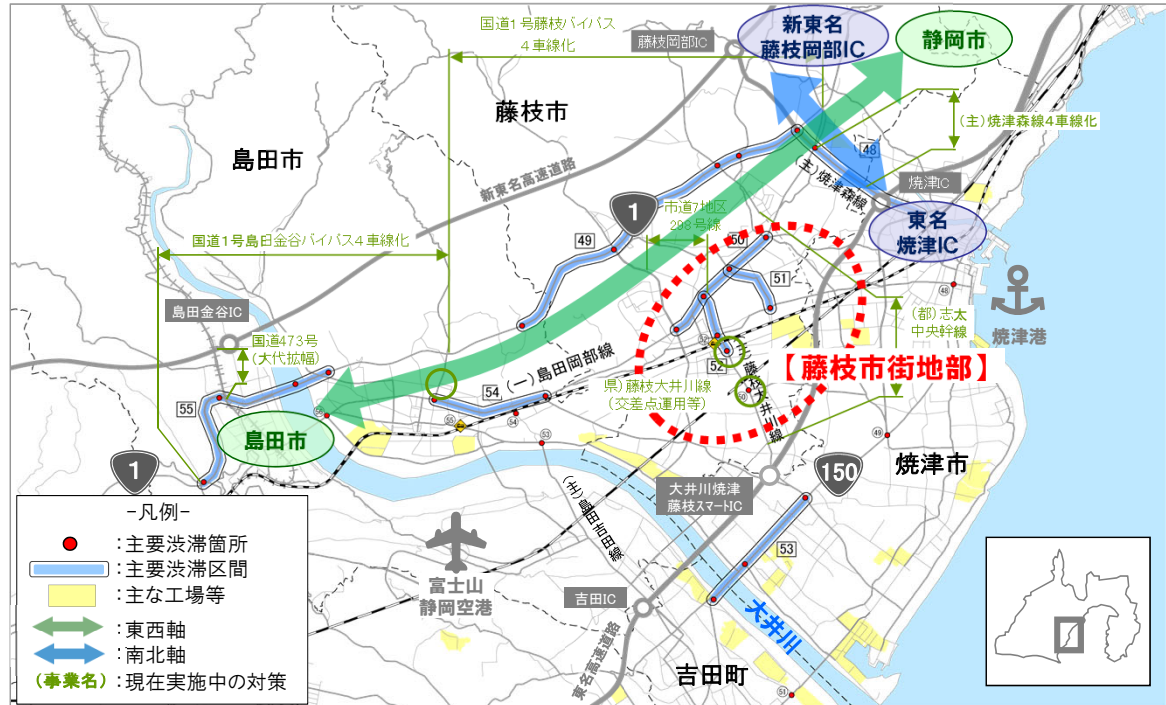 国道1号藤枝バイパス
4車線化
藤枝岡部IC
新東名
藤枝岡部IC
静岡市
藤枝市
島田市
(主)焼津森線4車線化
新東名高速道路
48
(主)焼津森線
焼津IC
東名
焼津IC
国道1号島田金谷バイパス4車線化
1
49
市道7地区
298号線
50
51
48
焼津港
島田金谷IC
(都)志太
中央幹線
国道473号
(大代拡幅)
52
【藤枝市街地部】
(一)島田岡部線
54
県)藤枝大井川線
(交差点運用等)
藤枝大井川線
50
55
56
55
54
53
49
島田市
1
焼津市
150
大井川焼津
藤枝スマートIC
(主)島田吉田線
53
富士山
静岡空港
吉田IC
大井川
東名高速道路
吉田町
51
-凡例-
:主要渋滞箇所
:主要渋滞区間
:主な工場等
:東西軸
:南北軸
(事業名):現在実施中の対策